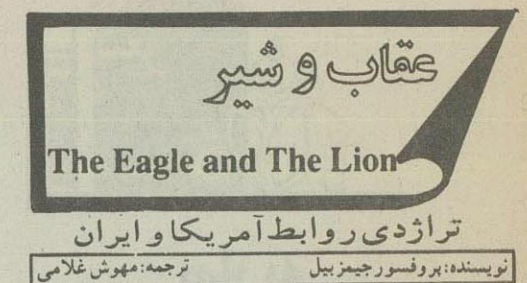 عقاب و شیر
The Eagle and The Lion
تراژدی روابط آمریکا و ایران
نویسنده: پروفسور جیمز بیل ترجمه: مهوش غلامی